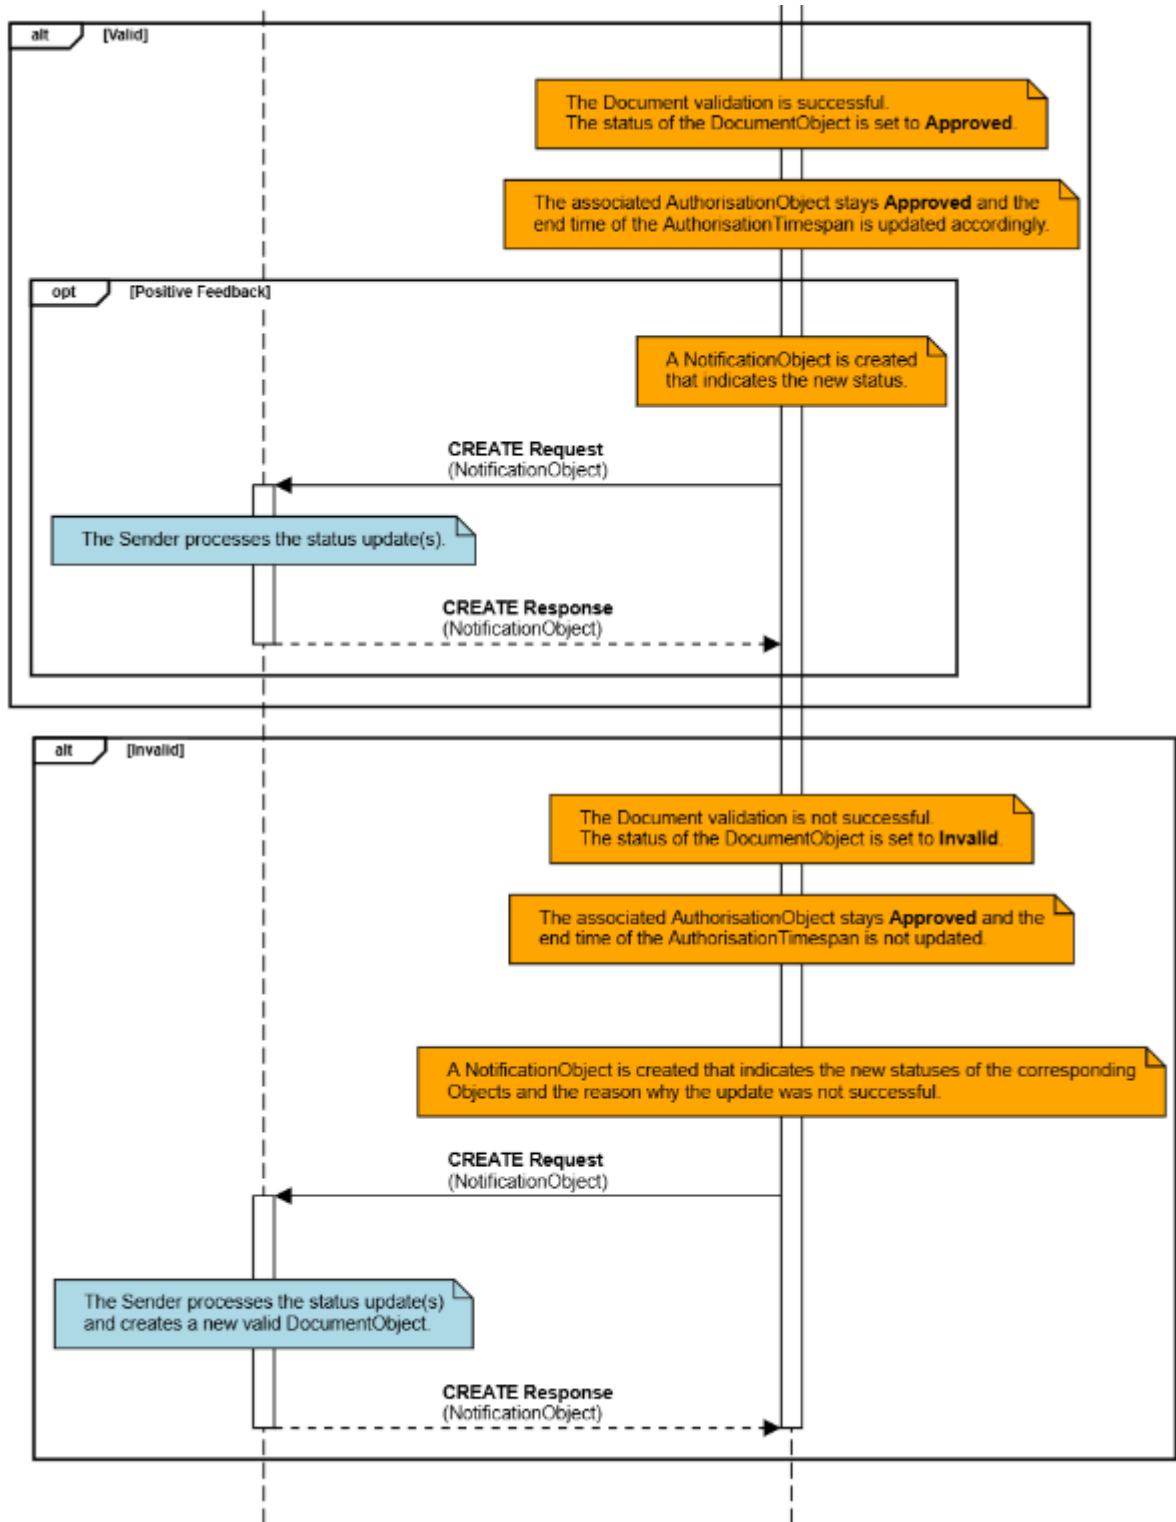 alt [Valid]
The Document validation is successful.
The status of the DocumentObject is set to Approved.
The associated AuthorisationObject stays Approved and the
end time of the AuthorisationTimespan is updated accordingly.
opt [Positive Feedback]
A NotificationObject is created
that indicates the new status.
CREATE Request
(NotificationObject)
The Sender processes the status update(s).
CREATE Response
(NotificationObject)
alt [Invalid]
The Document validation is not successful.
The status of the DocumentObject is set to Invalid.
The associated AuthorisationObject stays Approved and the
end time of the AuthorisationTimespan is not updated.
A NotificationObject is created that indicates the new statuses of the corresponding
Objects and the reason why the update was not successful.
CREATE Request
(NotificationObject)
The Sender processes the status update(s)
and creates a new valid DocumentObject.
CREATE Response
(NotificationObject)